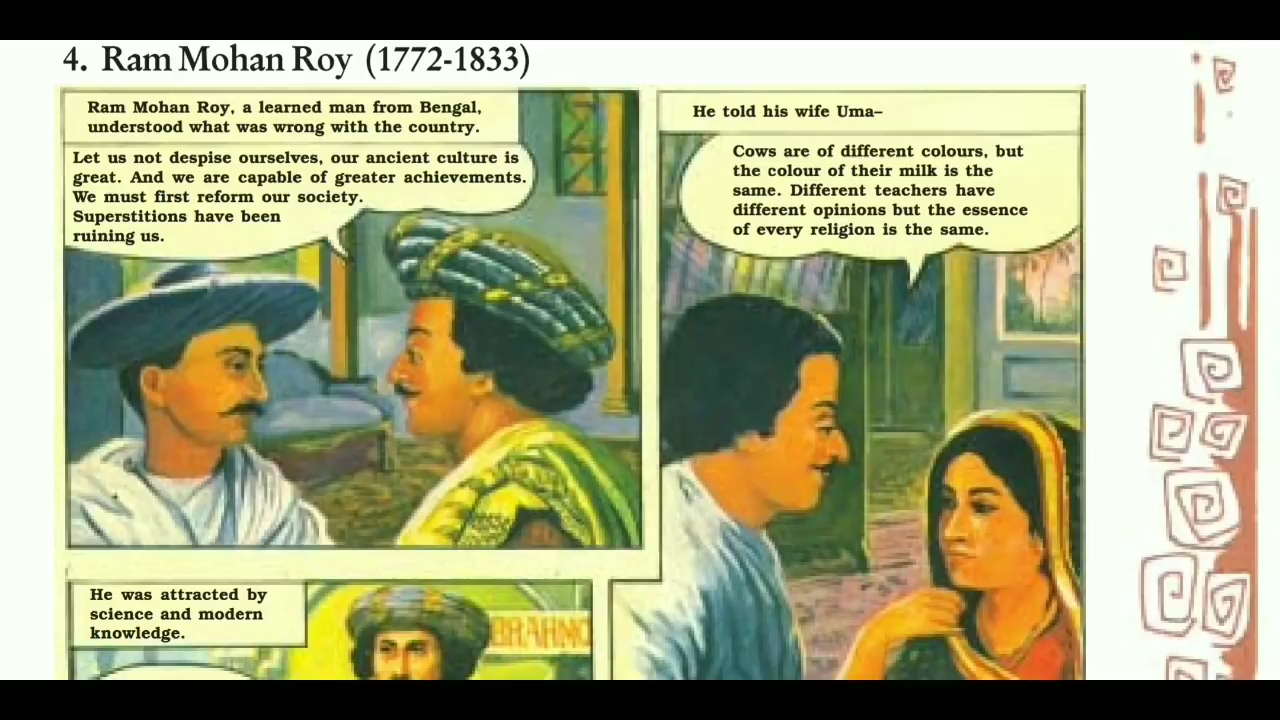 4. Ram Mohan Roy (1772-1833)
Ram Mohan Roy, a learned man from Bengal,
understood what was wrong with the country.
Let us not despise ourselves, our ancient culture is
great. And we are capable of greater achievements.
We must first reform our society.
Superstitions have been
ruining us.
He told his wife Uma–
Cows are of different colours, but
the colour of their milk is the
same. Different teachers have
different opinions but the essence
of every religion is the same.
He was attracted by
science and modern
knowledge.
BRAHMO